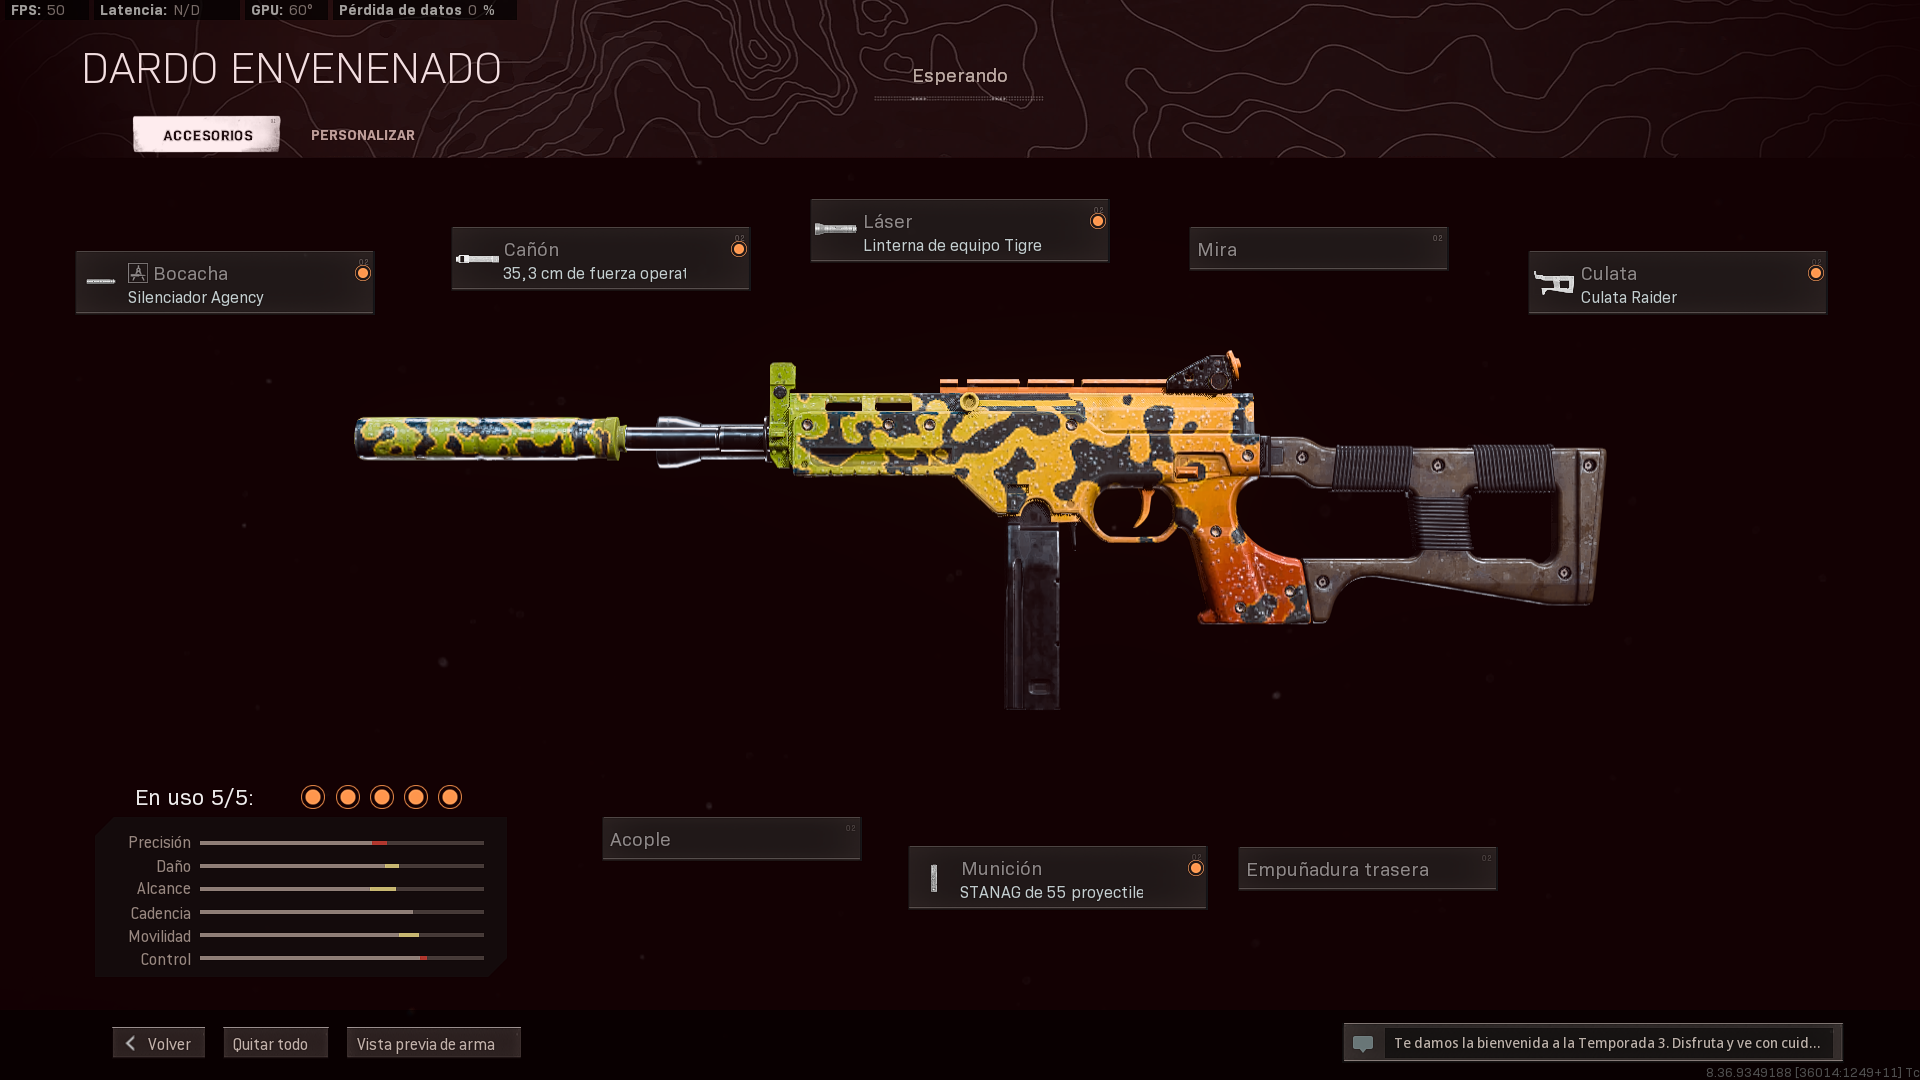 FPS: 50 Latencia: N/D GPU: 60° Pérdida de datos 0 %
DARDO ENVENENADO
Esperando
ACCESORIOS PERSONALIZAR
Láser
Linterna de equipo Tigre
Cañón
35,3 cm de fuerza operat
Mira
Bocacha
Silenciador Agency
Culata
Culata Raider
En uso 5/5:
Precisión
Daño
Alcance
Cadencia
Movilidad
Control
Acople
Munición
STANAG de 55 proyectile
Empuñadura trasera
Volver
Quitar todo
Vista previa de arma
Te damos la bienvenida a la Temporada 3. Disfruta y ve con cuid...
8.36.9349188 [36014:1249+11] Tc